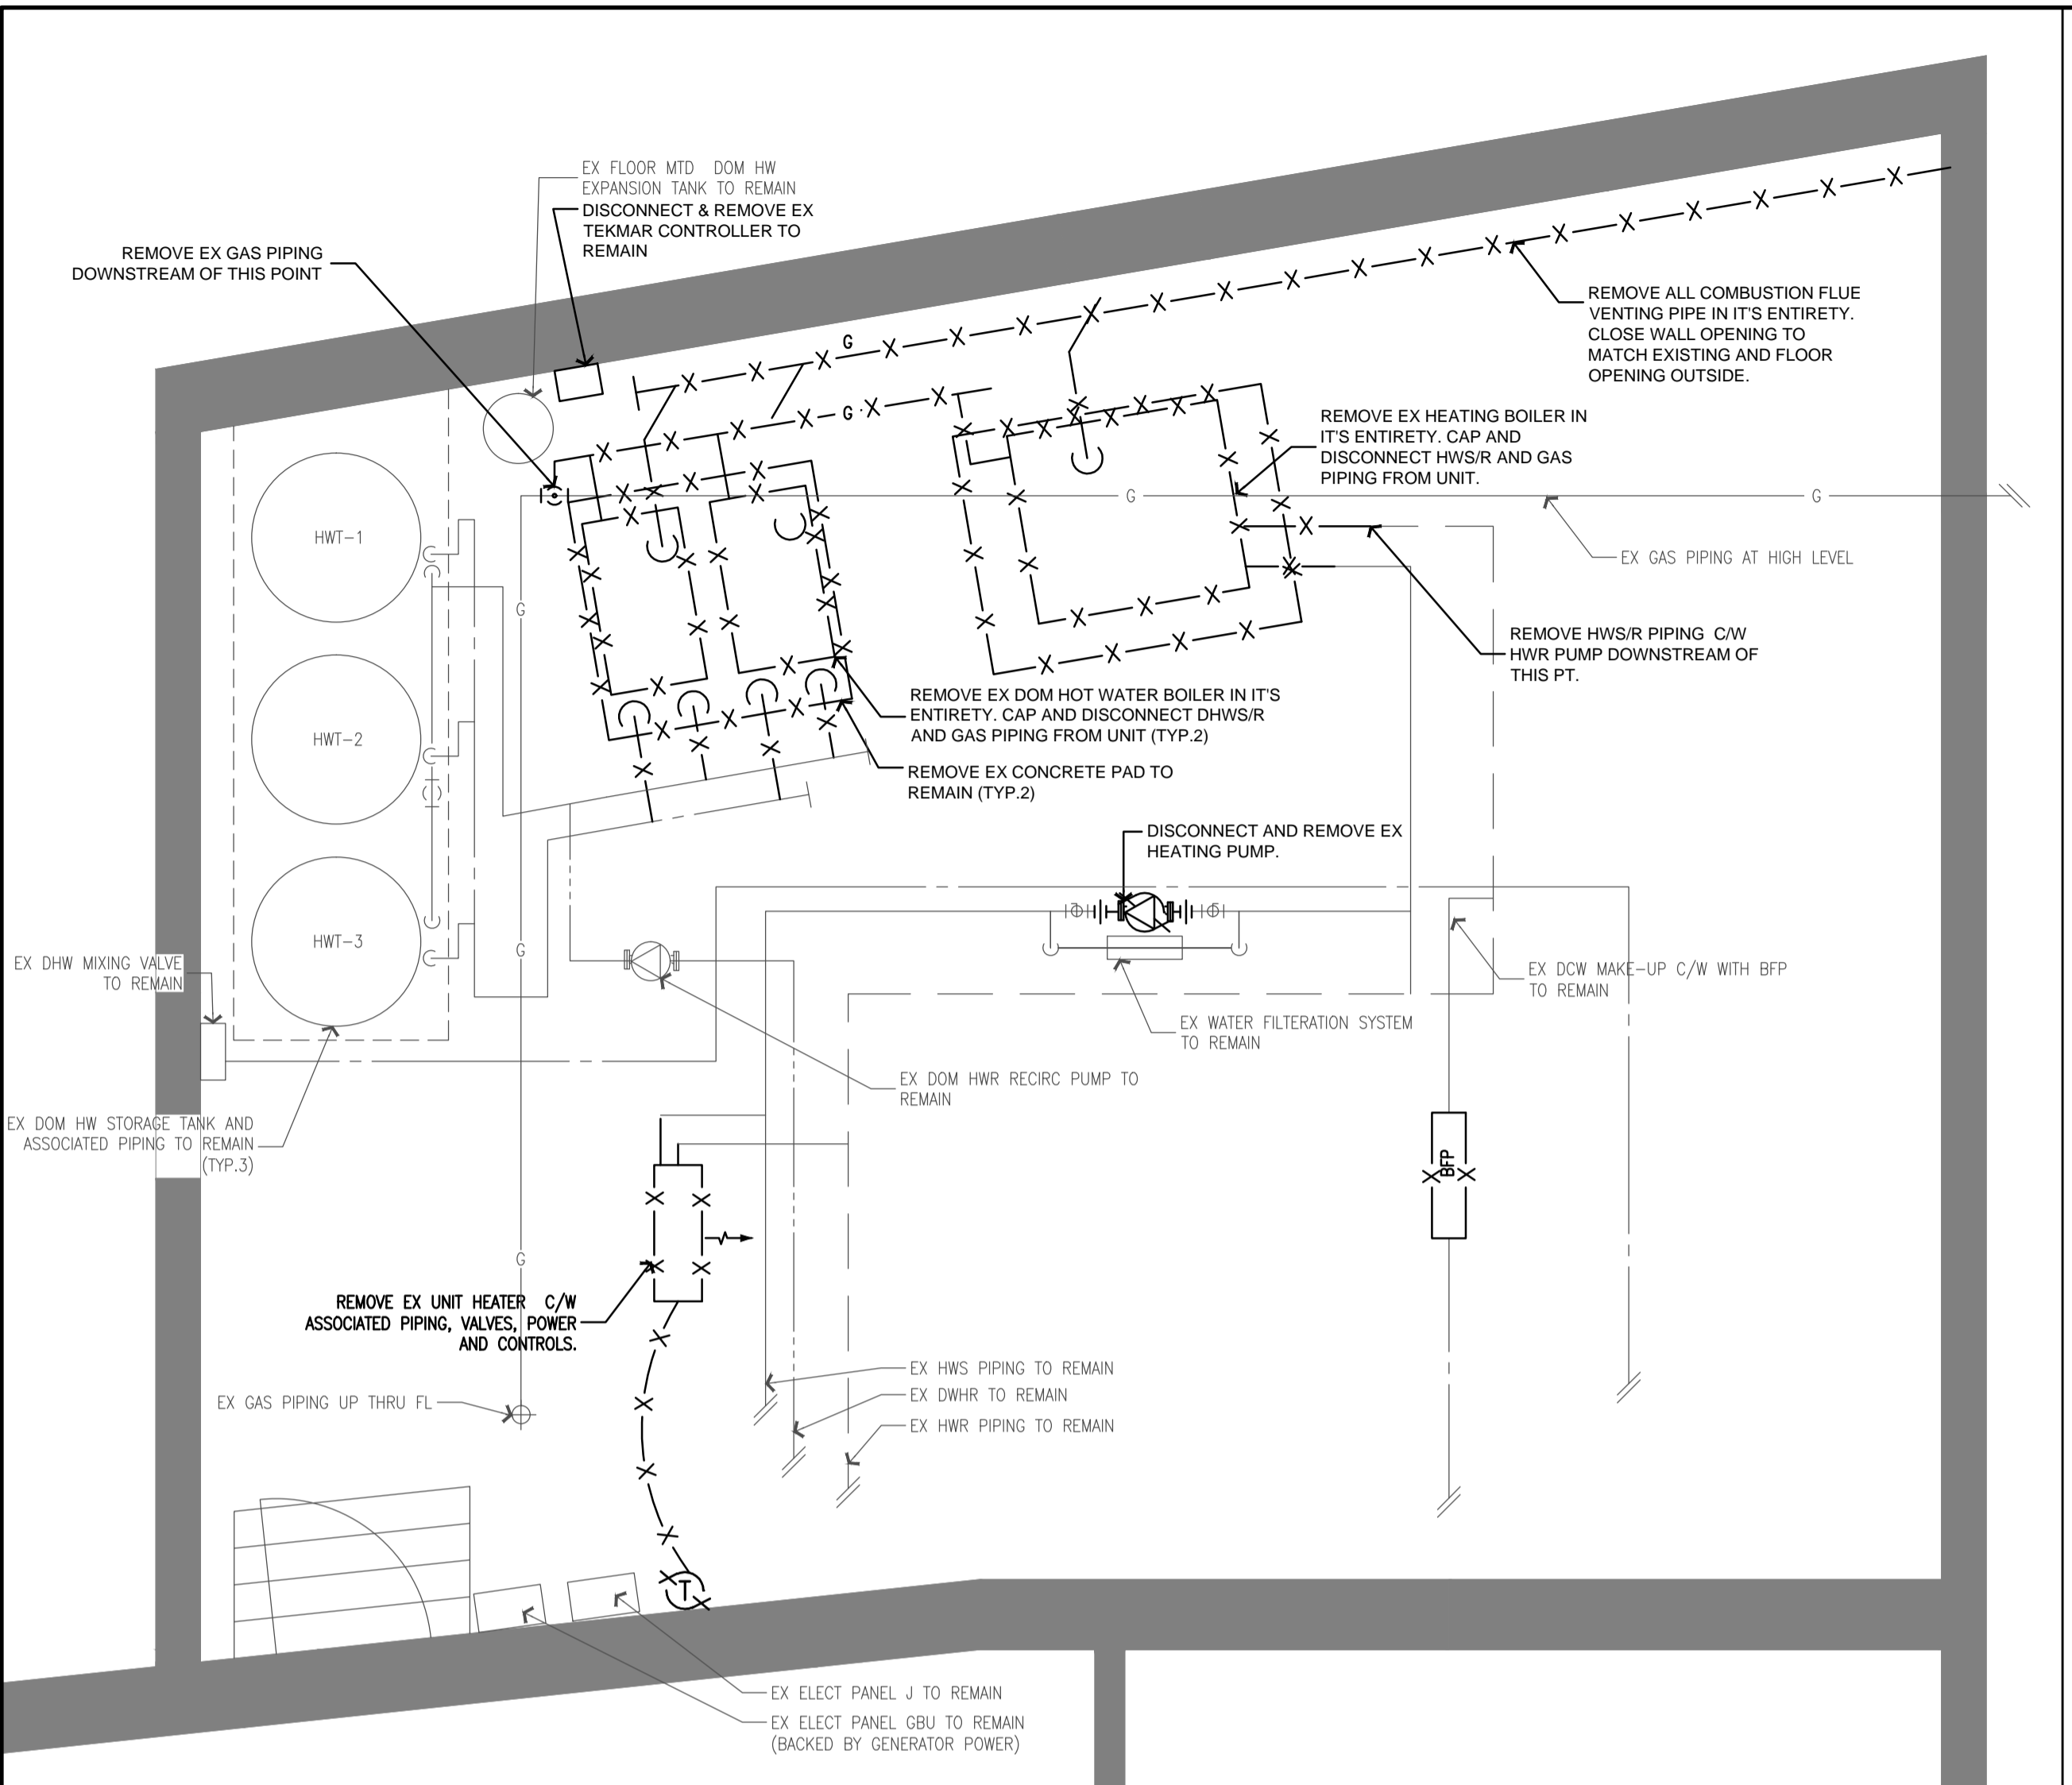 EX FLOOR MTD DOM HW
EXPANSION TANK TO REMAIN
DISCONNECT & REMOVE EX
TEKMAR CONTROLLER TO
REMAIN
REMOVE EX GAS PIPING
DOWNSTREAM OF THIS POINT
REMOVE ALL COMBUSTION FLUE
VENTING PIPE IN IT'S ENTIRETY.
CLOSE WALL OPENING TO
MATCH EXISTING AND FLOOR
OPENING OUTSIDE.
G
G
REMOVE EX HEATING BOILER IN
IT'S ENTIRETY. CAP AND
DISCONNECT HWS/R AND GAS
PIPING FROM UNIT.
G
G
HWT-1
EX GAS PIPING AT HIGH LEVEL
G
REMOVE HWS/R PIPING C/W
HWR PUMP DOWNSTREAM OF
THIS PT.
REMOVE EX DOM HOT WATER BOILER IN IT'S
ENTIRETY. CAP AND DISCONNECT DHWS/R
AND GAS PIPING FROM UNIT (TYP.2)
HWT-2
REMOVE EX CONCRETE PAD TO
REMAIN (TYP.2)
DISCONNECT AND REMOVE EX
HEATING PUMP.
HWT-3
G
EX DHW MIXING VALVE
TO REMAIN
EX DCW MAKE-UP C/W WITH BFP
TO REMAIN
EX WATER FILTERATION SYSTEM
TO REMAIN
EX DOM HWR RECIRC PUMP TO
REMAIN
EX DOM HW STORAGE TANK AND
ASSOCIATED PIPING TO REMAIN
(TYP.3)
BFP
G
REMOVE EX UNIT HEATER C/W
ASSOCIATED PIPING, VALVES, POWER
AND CONTROLS.
EX HWS PIPING TO REMAIN
EX DWHR TO REMAIN
EX HWR PIPING TO REMAIN
EX GAS PIPING UP THRU FL
T
EX ELECT PANEL J TO REMAIN
EX ELECT PANEL GBU TO REMAIN
(BACKED BY GENERATOR POWER)